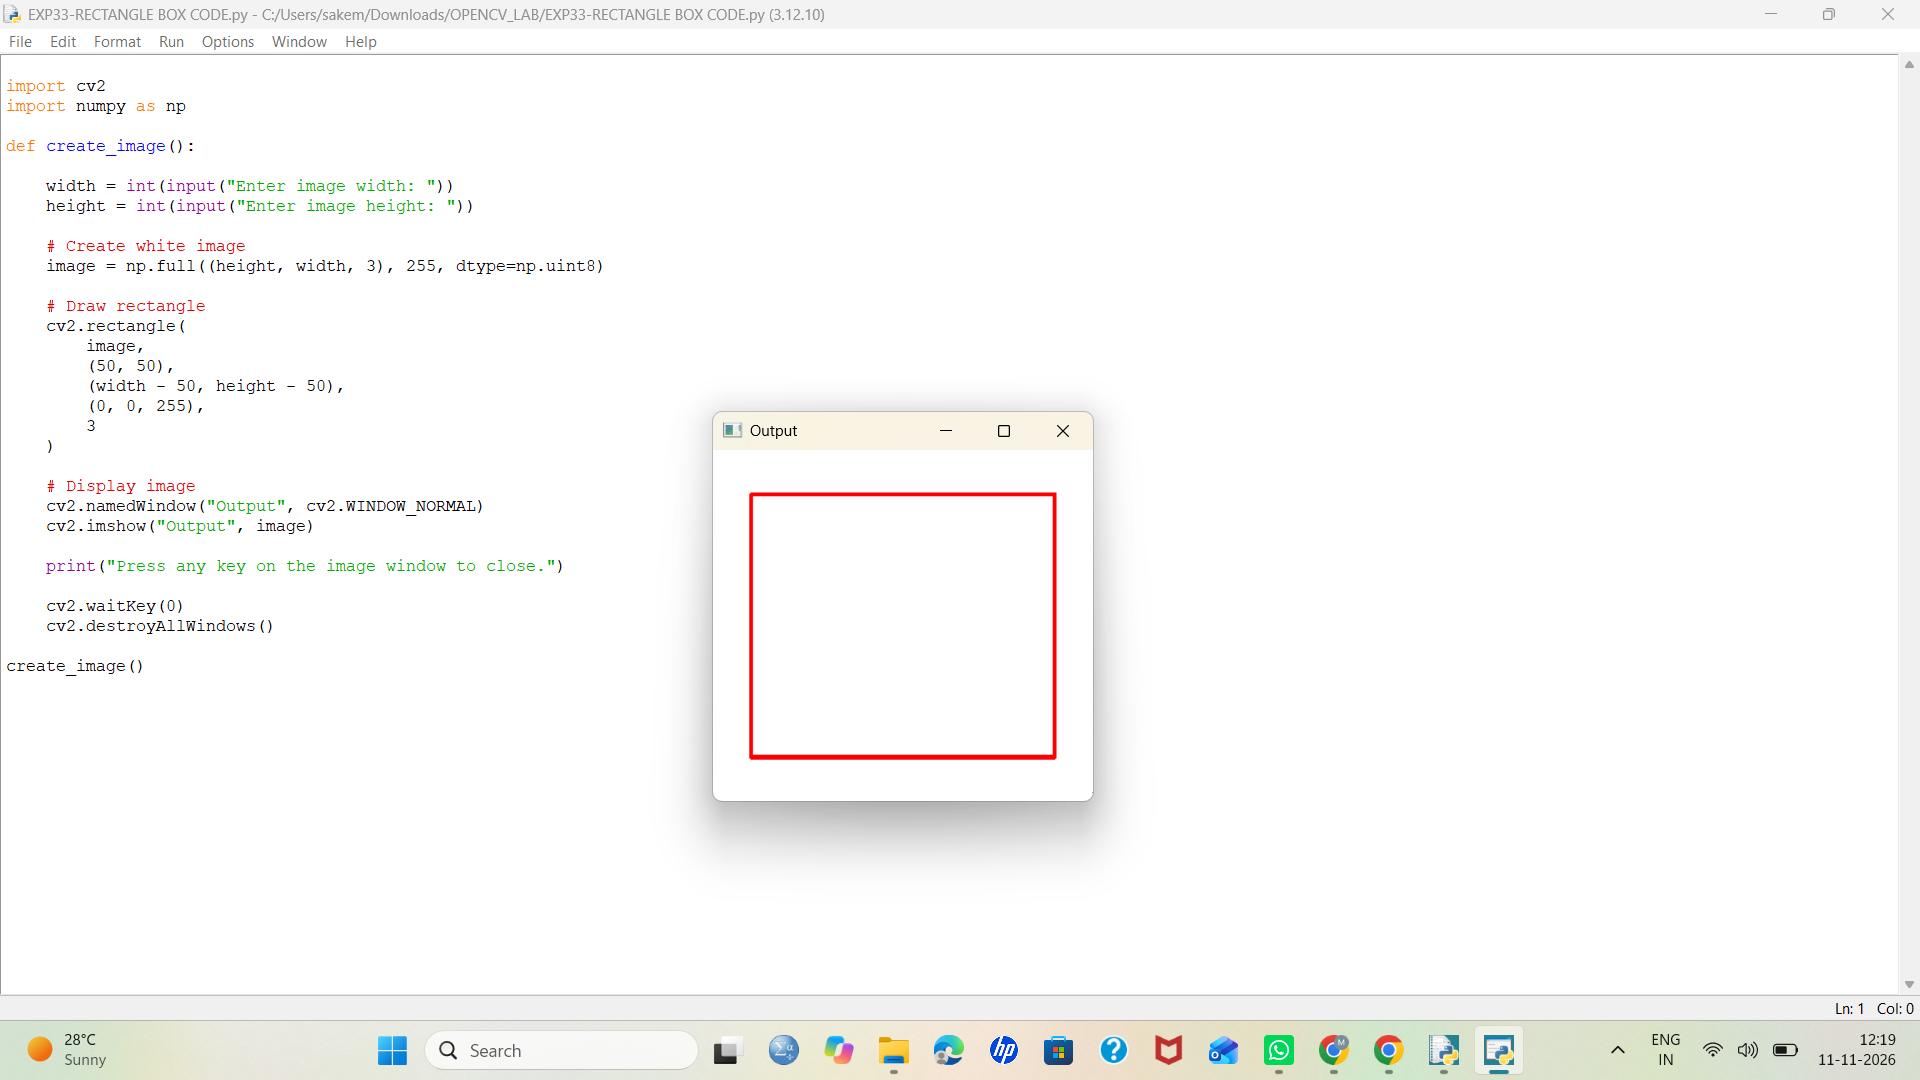 EXP33-RECTANGLE BOX CODE.py - C:/Users/sakem/Downloads/OPENCV_LAB/EXP33-RECTANGLE BOX CODE.py (3.12.10)
File Edit Format Run Options Window Help
import cv2
import numpy as np
def create_image():
    width = int(input("Enter image width: "))
    height = int(input("Enter image height: "))
    # Create white image
    image = np.full((height, width, 3), 255, dtype=np.uint8)
    # Draw rectangle
    cv2.rectangle(
        image,
        (50, 50),
        (width - 50, height - 50),
        (0, 0, 255),
        3
    )
    # Display image
    cv2.namedWindow("Output", cv2.WINDOW_NORMAL)
    cv2.imshow("Output", image)
    print("Press any key on the image window to close.")
    cv2.waitKey(0)
    cv2.destroyAllWindows()
create_image()
Output
Ln: 1 Col: 0
28°C
Sunny
Search
hp
M
ENG
IN
12:19
11-11-2026